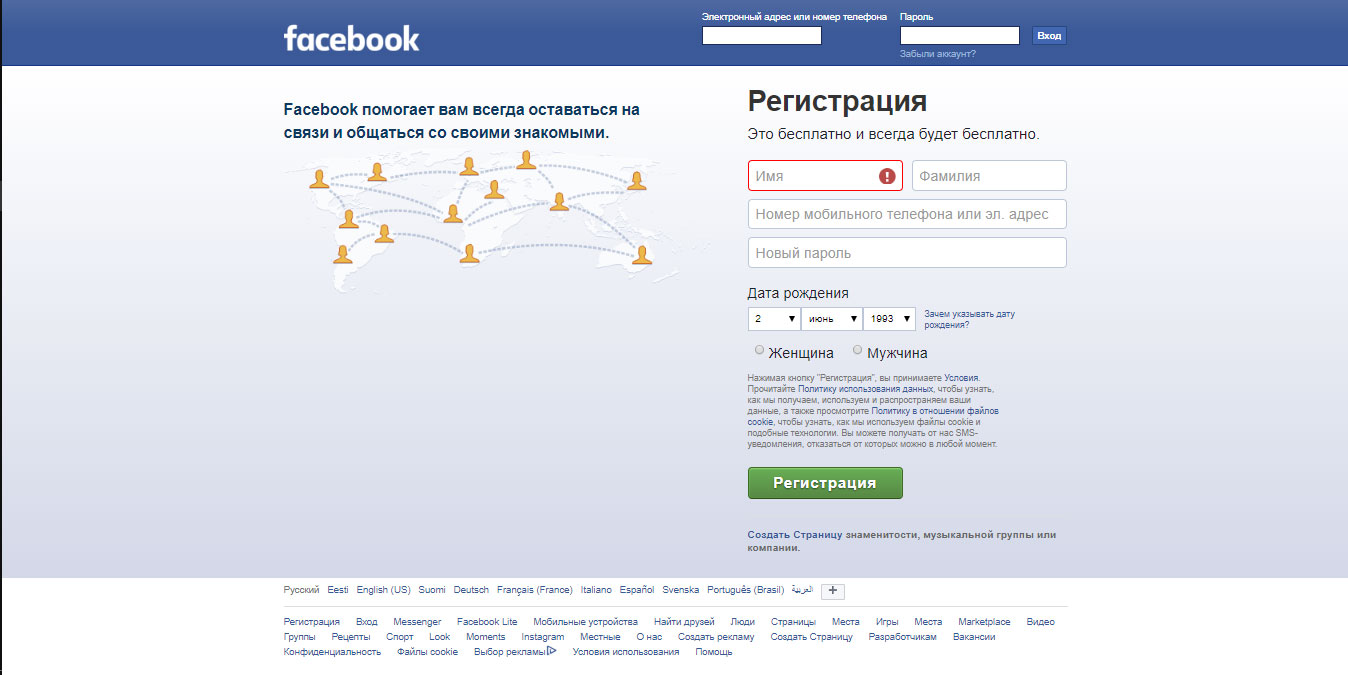 facebook
Электронный адрес или номер телефона
Пароль
Вход
Забыли аккаунт?
Facebook помогает вам всегда оставаться на
связи и общаться со своими знакомыми.
Регистрация
Это бесплатно и всегда будет бесплатно.
Имя
Фамилия
Номер мобильного телефона или эл. адрес
Новый пароль
Дата рождения
2 июнь 1993
Зачем указывать дату
рождения?
Женщина Мужчина
Нажимая кнопку "Регистрация", вы принимаете Условия.
Прочитайте Политику использования данных, чтобы узнать,
как мы получаем, используем и распространяем ваши
данные, а также просмотрите Политику в отношении файлов
cookie, чтобы узнать, как мы используем файлы cookie и
подобные технологии. Вы можете получать от нас SMS-
уведомления, отказаться от которых можно в любой момент.
Регистрация
Создать Страницу знаменитости, музыкальной группы или
компании.
Русский Eesti English (US) Suomi Deutsch Français (France) Italiano Español Svenska Português (Brasil) العربية +
Регистрация Вход Messenger Facebook Lite Мобильные устройства Найти друзей Люди Страницы Места Игры Места Marketplace Видео
Группы Рецепты Спорт Look Moments Instagram Местные О нас Создать рекламу Создать Страницу Разработчикам Вакансии
Конфиденциальность Файлы cookie Выбор рекламы Условия использования Помощь